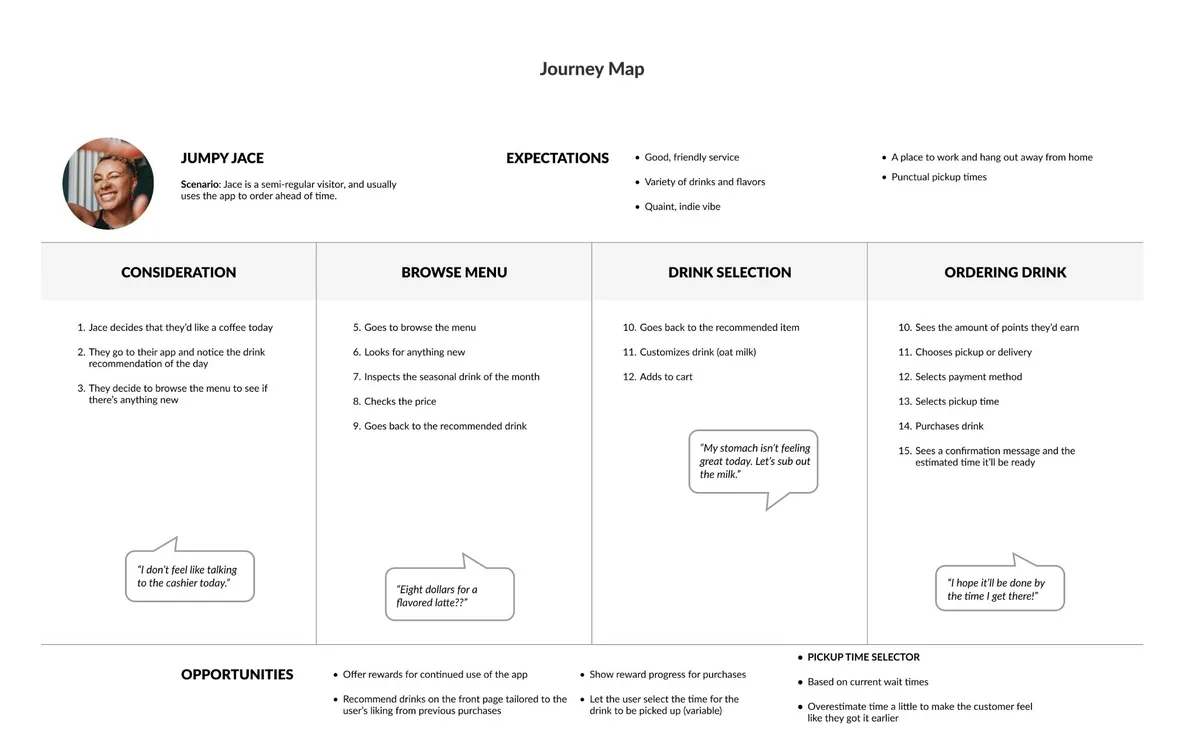 Journey Map
JUMPY JACE
Scenario: Jace is a semi-regular visitor, and usually
uses the app to order ahead of time.
EXPECTATIONS
• Good, friendly service
• Variety of drinks and flavors
• Quaint, indie vibe
• A place to work and hang out away from home
• Punctual pickup times
CONSIDERATION
1. Jace decides that they'd like a coffee today
2. They go to their app and notice the drink
recommendation of the day
3. They decide to browse the menu to see if
there's anything new
"I don't feel like talking
to the cashier today."
BROWSE MENU
5. Goes to browse the menu
6. Looks for anything new
7. Inspects the seasonal drink of the month
8. Checks the price
9. Goes back to the recommended drink
"Eight dollars for a
flavored latte??"
DRINK SELECTION
10. Goes back to the recommended item
11. Customizes drink (oat milk)
12. Adds to cart
"My stomach isn't feeling
great today. Let's sub out
the milk."
ORDERING DRINK
10. Sees the amount of points they'd earn
11. Chooses pickup or delivery
12. Selects payment method
13. Selects pickup time
14. Purchases drink
15. Sees a confirmation message and the
estimated time it'll be ready
"I hope it'll be done by
the time I get there!"
OPPORTUNITIES
• Offer rewards for continued use of the app
• Recommend drinks on the front page tailored to the
user's liking from previous purchases
• Show reward progress for purchases
• Let the user select the time for the
drink to be picked up (variable)
• PICKUP TIME SELECTOR
• Based on current wait times
• Overestimate time a little to make the customer feel
like they got it earlier